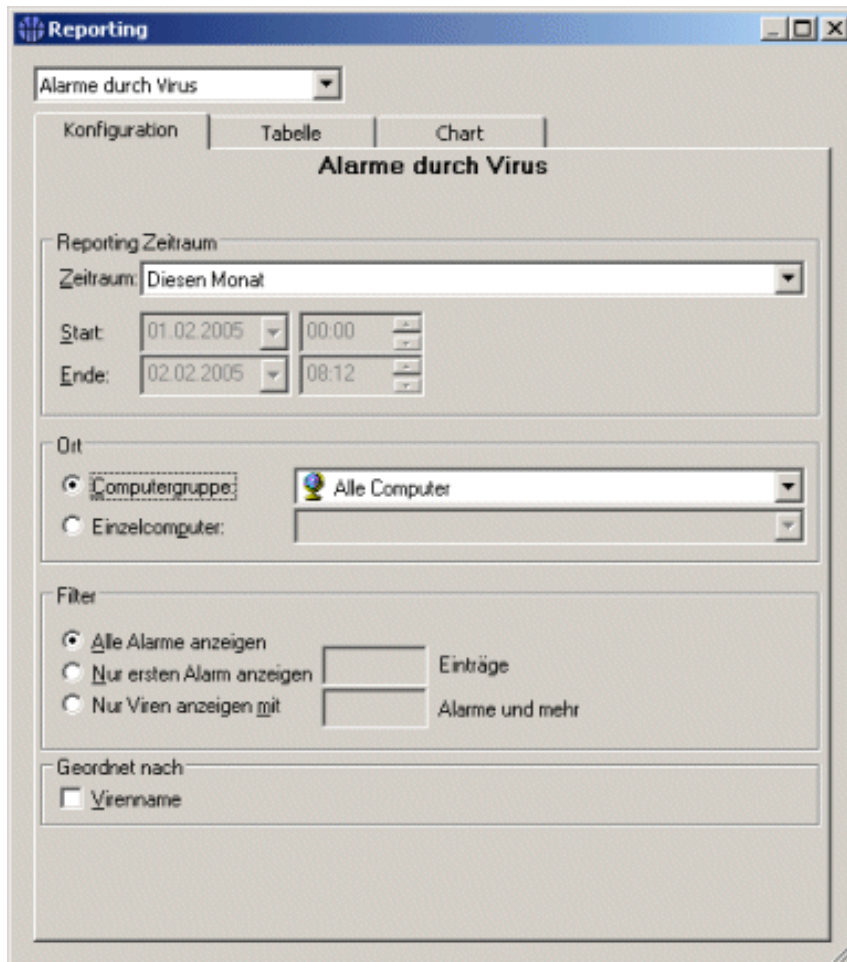 Reporting
Alarme durch Virus
Konfiguration Tabelle Chart
Alarme durch Virus
Reporting Zeitraum
Zeitraum: Diesen Monat
Start: 01.02.2005 00:00
Ende: 02.02.2005 08:12
Ort
Computergruppe: Alle Computer
Einzelcomputer:
Filter
Alle Alarme anzeigen
Nur ersten Alarm anzeigen Einträge
Nur Viren anzeigen mit Alarme und mehr
Geordnet nach
Virenname